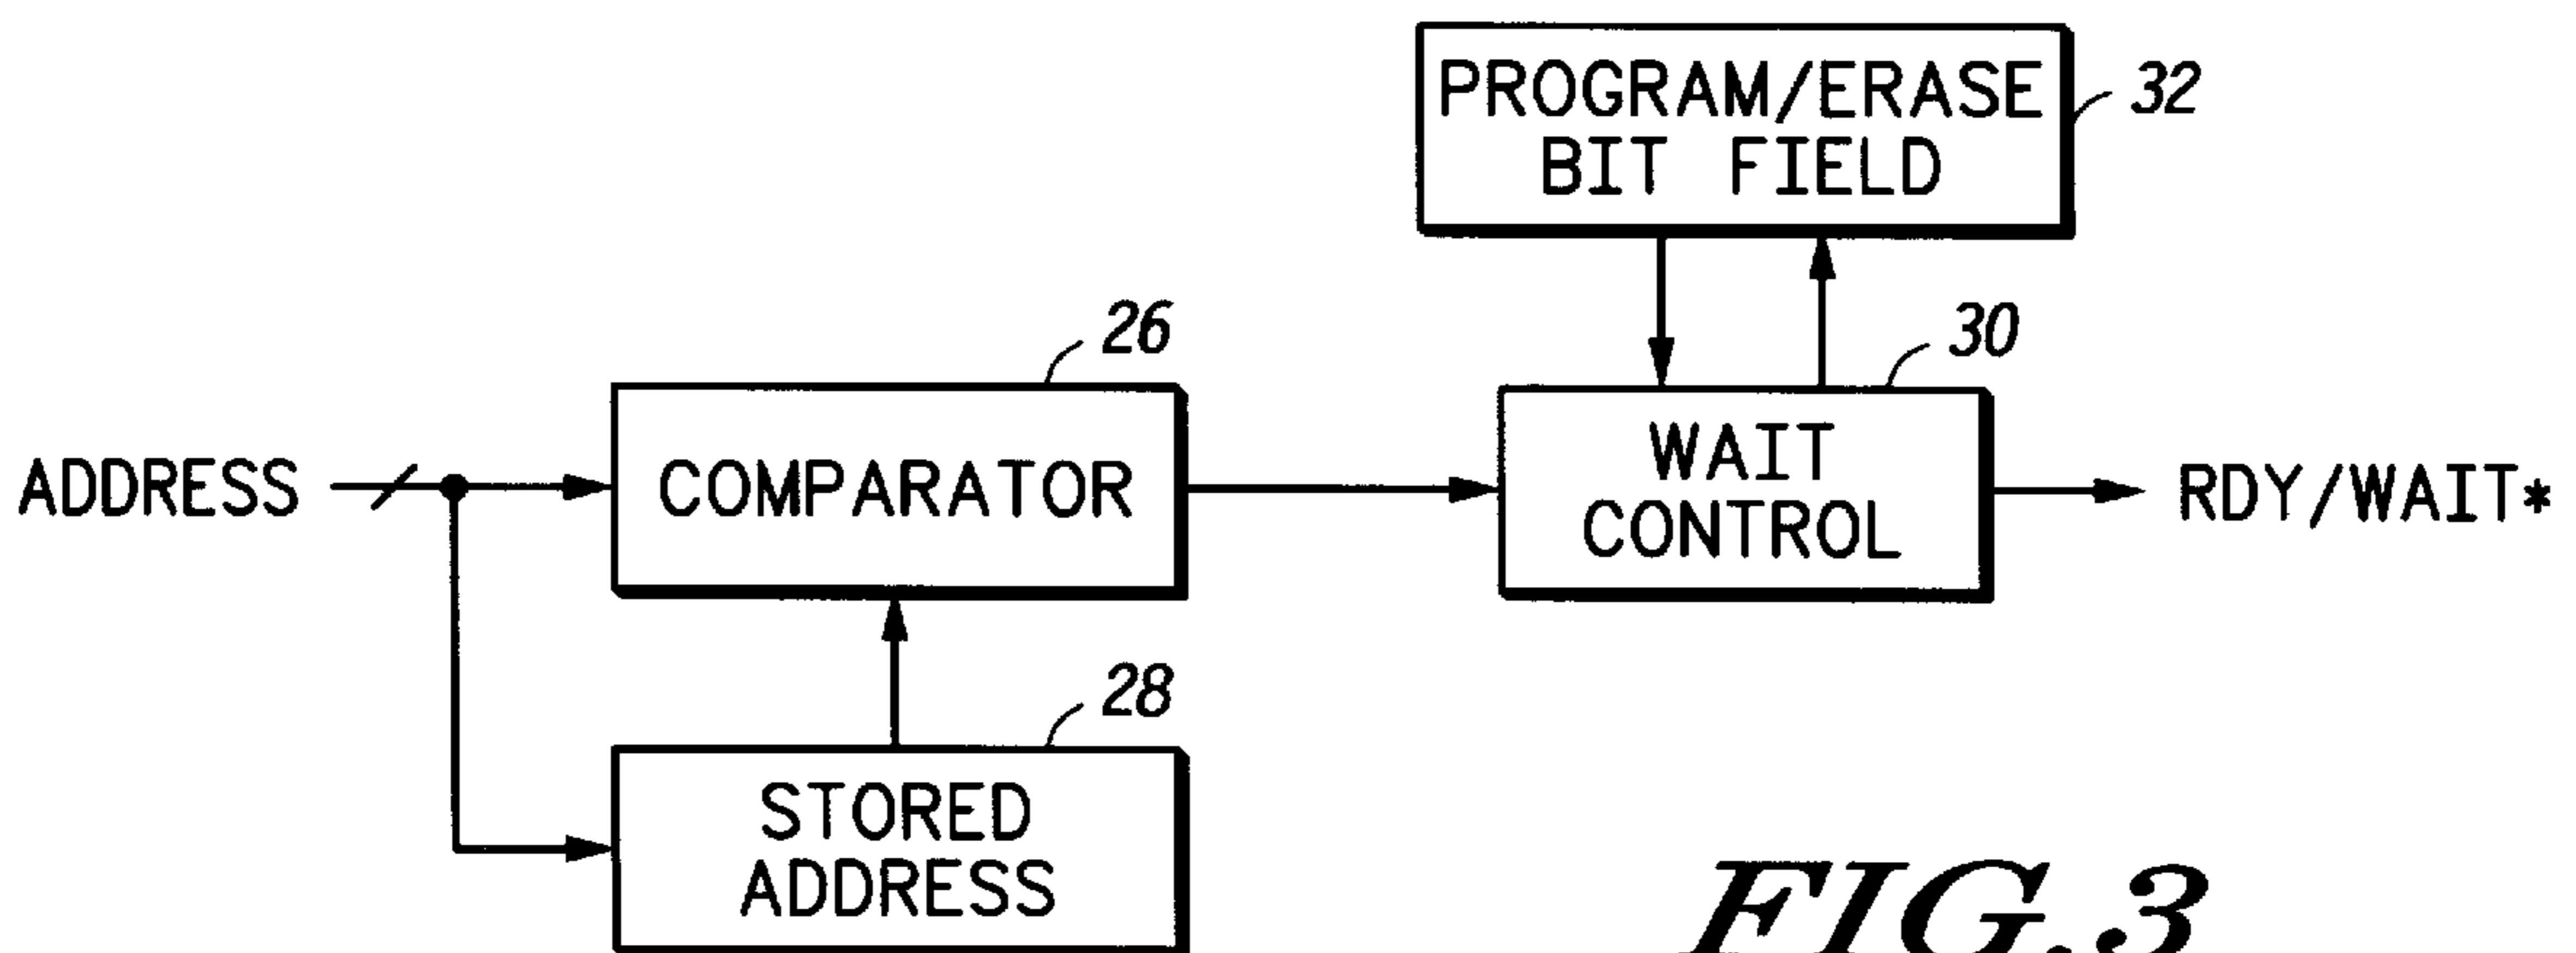 PROGRAM/ERASE
BIT FIELD
32
26
30
ADDRESS
COMPARATOR
WAIT
CONTROL
RDY/WAIT*
28
STORED
ADDRESS
FIG.3